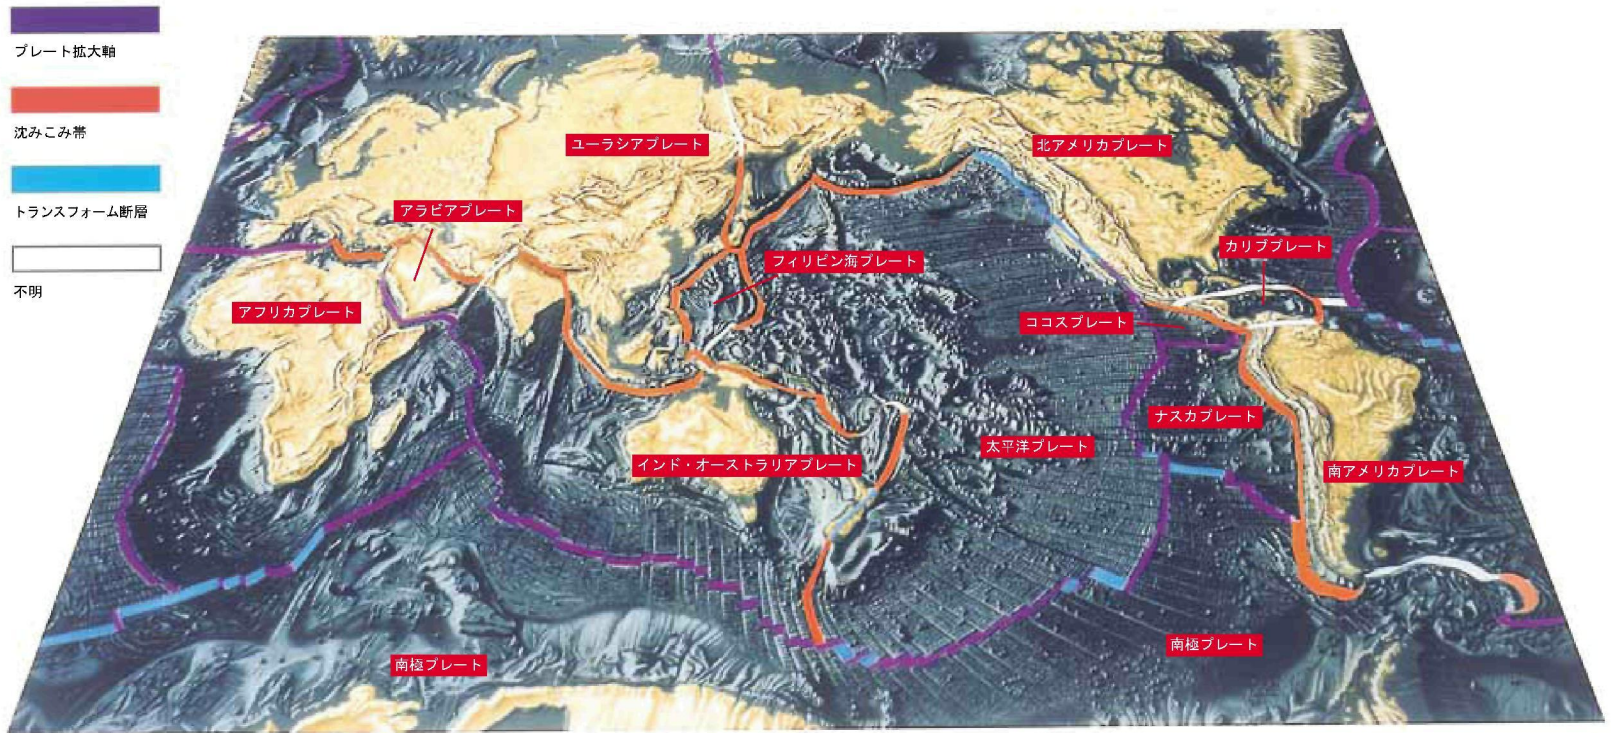 プレート拡大軸
沈みこみ帯
トランスフォーム断層
不明
ユーラシアプレート
北アメリカプレート
アラビアプレート
カリブプレート
フィリピン海プレート
アフリカプレート
ココスプレート
ナスカプレート
太平洋プレート
インド・オーストラリアプレート
南アメリカプレート
南極プレート
南極プレート